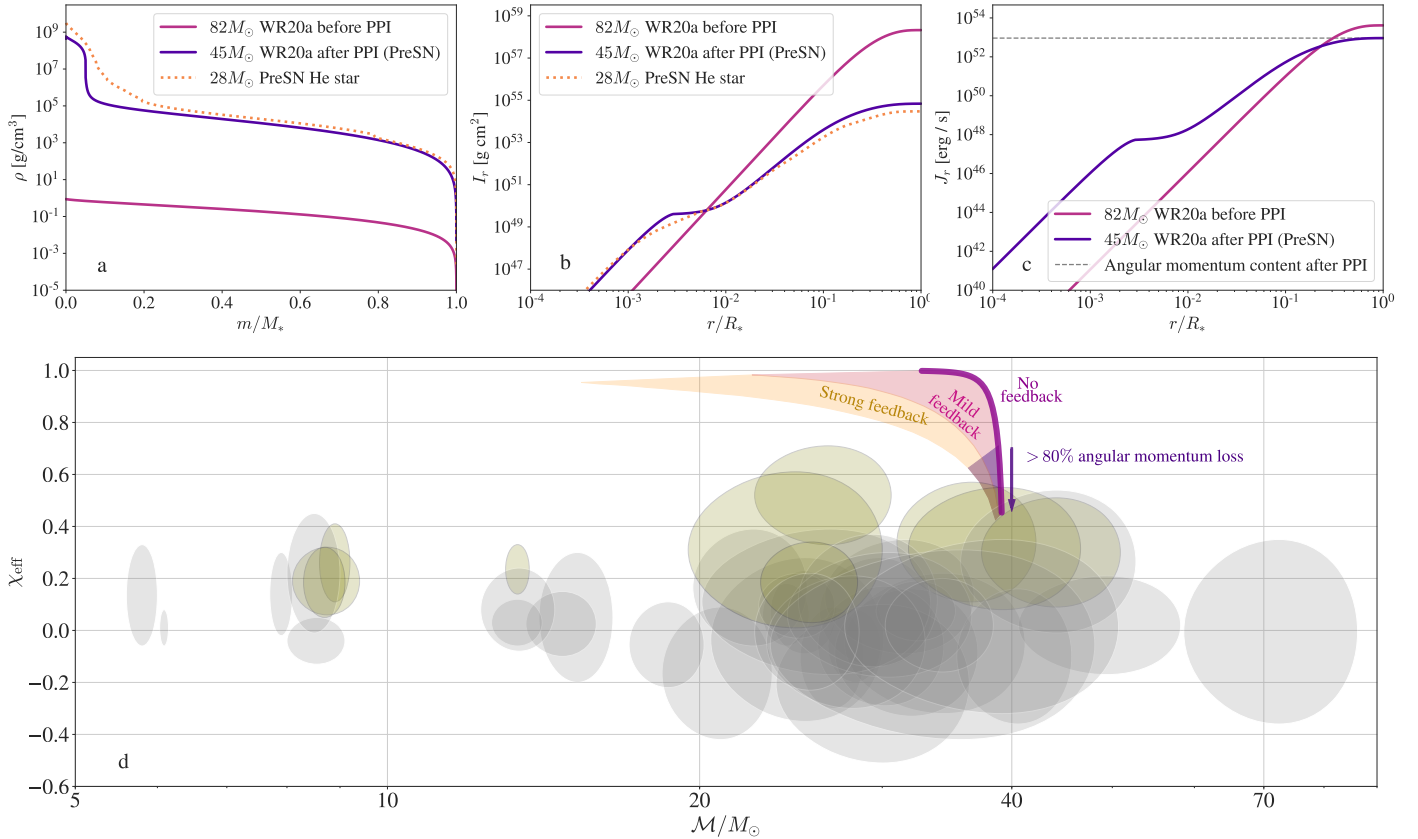 10⁹
10⁷
10⁵
10³
10¹
10⁻¹
10⁻³
10⁻⁵
ρ [g/cm³]
82M⊙ WR20a before PPI
45M⊙ WR20a after PPI (PreSN)
28M⊙ PreSN He star
a
0.0
0.2
0.4
0.6
0.8
1.0
m/M*
10⁵⁹
10⁵⁷
10⁵⁵
10⁵³
10⁵¹
10⁴⁹
10⁴⁷
I_r [g cm²]
82M⊙ WR20a before PPI
45M⊙ WR20a after PPI (PreSN)
28M⊙ PreSN He star
b
10⁻⁴
10⁻³
10⁻²
10⁻¹
10⁰
r/R*
10⁵⁴
10⁵²
10⁵⁰
10⁴⁸
10⁴⁶
10⁴⁴
10⁴²
10⁴⁰
J_r [erg / s]
82M⊙ WR20a before PPI
45M⊙ WR20a after PPI (PreSN)
Angular momentum content after PPI
c
10⁻⁴
10⁻³
10⁻²
10⁻¹
10⁰
r/R*
1.0
0.8
0.6
0.4
0.2
0.0
−0.2
−0.4
−0.6
χeff
Strong feedback
Mild
feedback
No
feedback
> 80% angular momentum loss
d
5
10
20
40
70
ℳ/M⊙